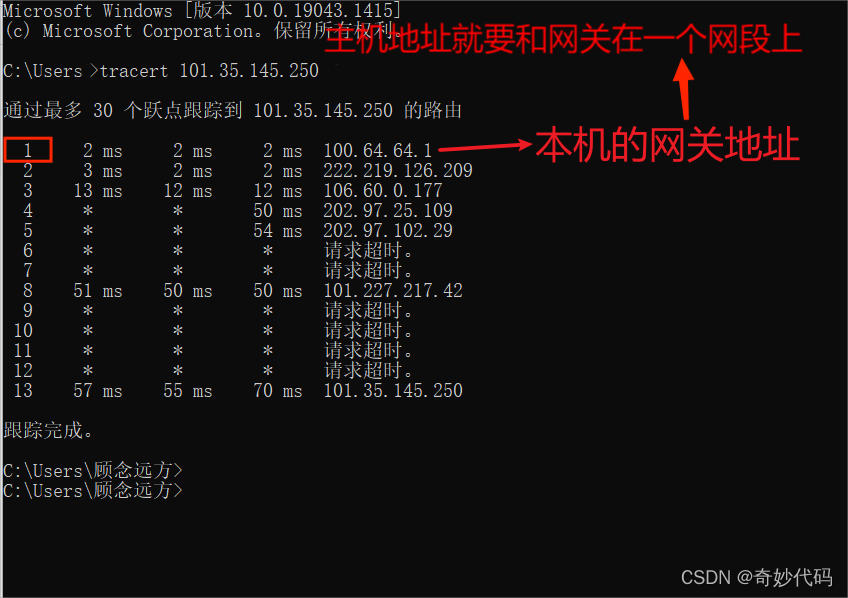 Microsoft Windows [版本 10.0.19043.1415]
(c) Microsoft Corporation。保留所有权利。
主机地址就要和网关在一个网段上
C:\Users >tracert 101.35.145.250
通过最多 30 个跃点跟踪到 101.35.145.250 的路由
1 2 ms 2 ms 2 ms 100.64.64.1
本机的网关地址
2 3 ms 2 ms 2 ms 222.219.126.209
3 13 ms 12 ms 12 ms 106.60.0.177
4 * * 50 ms 202.97.25.109
5 * * 54 ms 202.97.102.29
6 * * * 请求超时。
7 * * * 请求超时。
8 51 ms 50 ms 50 ms 101.227.217.42
9 * * * 请求超时。
10 * * * 请求超时。
11 * * * 请求超时。
12 * * * 请求超时。
13 57 ms 55 ms 70 ms 101.35.145.250
跟踪完成。
C:\Users\顾念远方>
C:\Users\顾念远方>
CSDN @奇妙代码